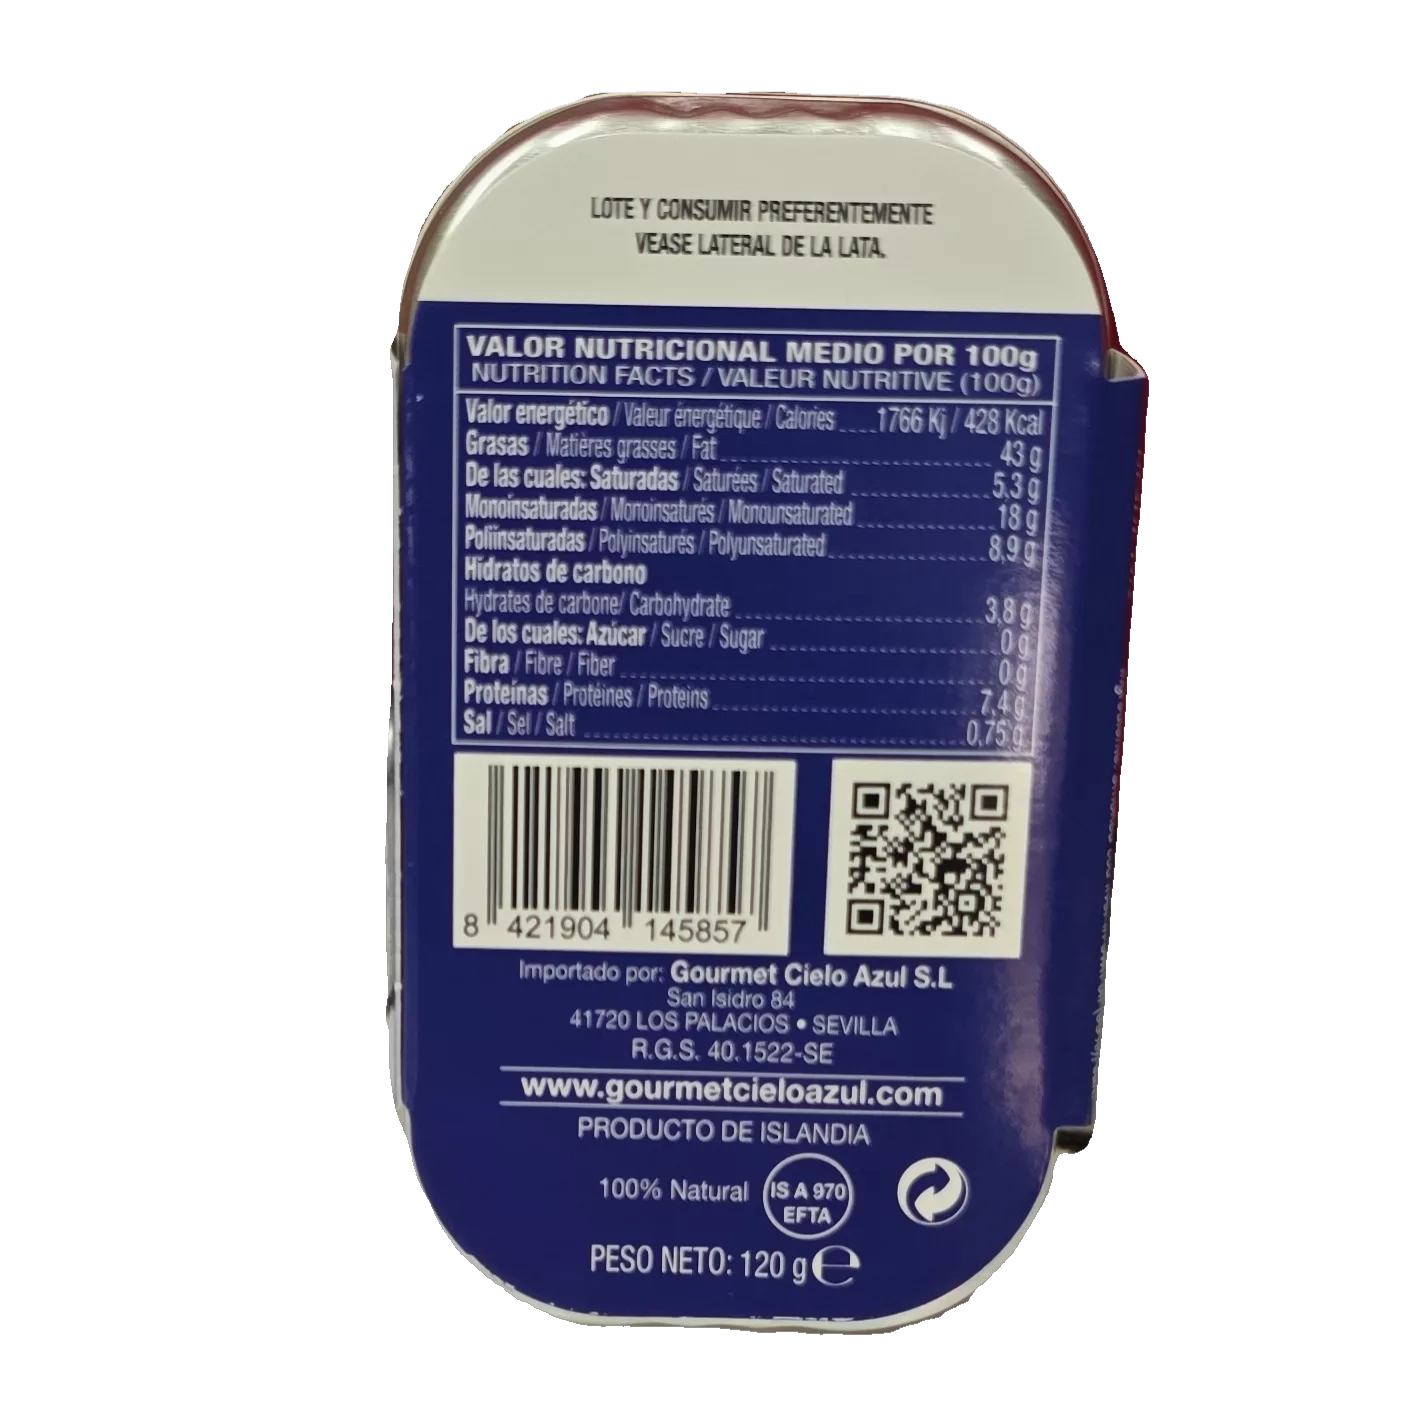 LOTE Y CONSUMIR PREFERENTEMENTE
VEASE LATERAL DE LA LATA.
VALOR NUTRICIONAL MEDIO POR 100g
NUTRITION FACTS / VALEUR NUTRITIVE (100g)
Valor energético / Valeur énergétique / Calories 1766 Kj / 428 Kcal
Grasas / Matières grasses / Fat 43 g
De las cuales: Saturadas / Saturées / Saturated 5,3 g
Monoinsaturadas / Monoinsaturés / Monounsaturated 18 g
Poliinsaturadas / Polyinsaturés / Polyunsaturated 8,9 g
Hidratos de carbono
Hydrates de carbone/ Carbohydrate 3,8 g
De los cuales: Azúcar / Sucre / Sugar 0 g
Fibra / Fibre / Fiber 0 g
Proteínas / Protéines / Proteins 7,4 g
Sal / Sel / Salt 0,75 g
8 421904 145857
Importado por: Gourmet Cielo Azul S.L
San Isidro 84
41720 LOS PALACIOS • SEVILLA
R.G.S. 40.1522-SE
www.gourmetcieloazul.com
PRODUCTO DE ISLANDIA
100% Natural
IS A 970
EFTA
PESO NETO: 120 g ℮